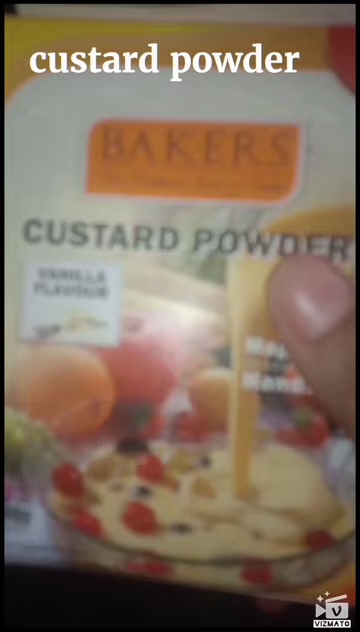 custard powder
BAKERS
CUSTARD POWDER
VANILLA
FLAVOUR
VIZMATO